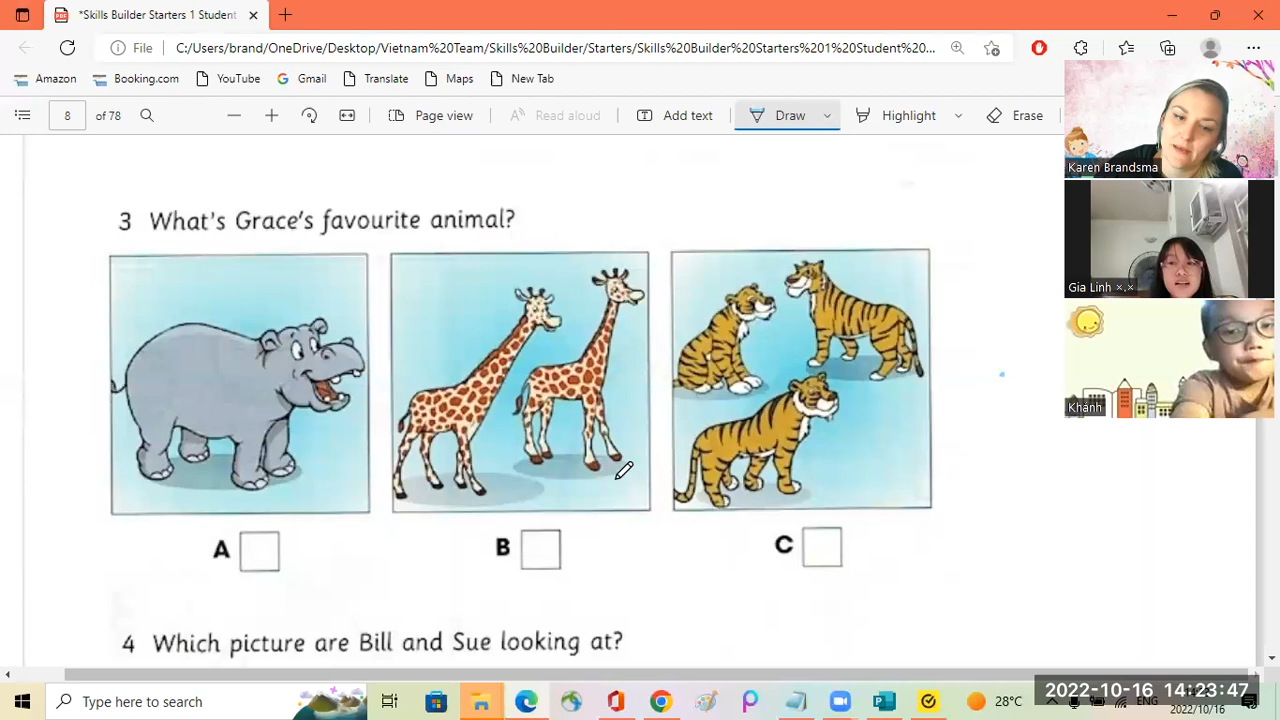 *Skills Builder Starters 1 Student
File
C:/Users/brand/OneDrive/Desktop/Vietnam%20Team/Skills%20Builder/Starters/Skills%20Builder%20Starters%201%20Student%20...
Amazon
Booking.com
YouTube
Gmail
Translate
Maps
New Tab
8 of 78
Page view
Read aloud
Add text
Draw
Highlight
Erase
Karen Brandsma
Gia Linh ×,×
Khánh
3 What's Grace's favourite animal?
A
B
C
4 Which picture are Bill and Sue looking at?
Type here to search
28°C
ENG
2022-10-16 14:23:47
2022/10/16